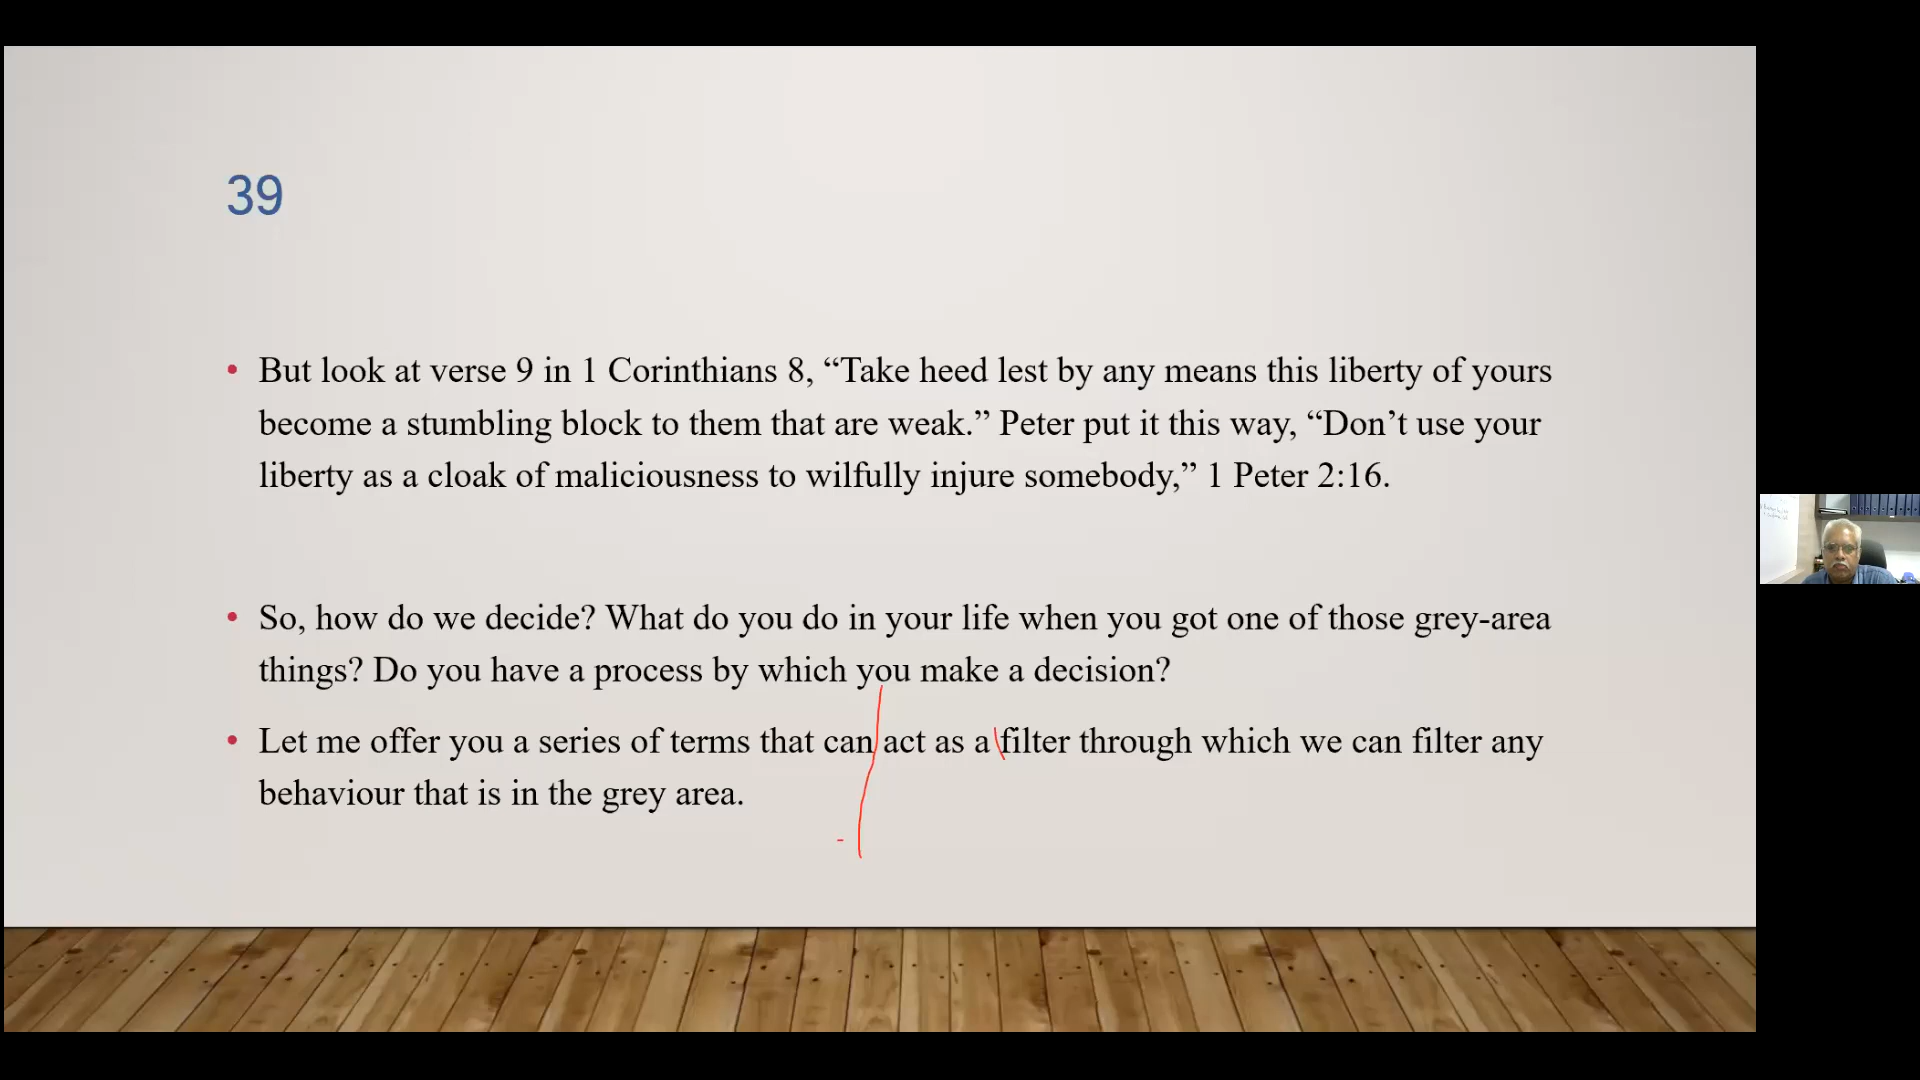 39
• But look at verse 9 in 1 Corinthians 8, “Take heed lest by any means this liberty of yours
become a stumbling block to them that are weak.” Peter put it this way, “Don’t use your
liberty as a cloak of maliciousness to wilfully injure somebody,” 1 Peter 2:16.
• So, how do we decide? What do you do in your life when you got one of those grey-area
things? Do you have a process by which you make a decision?
• Let me offer you a series of terms that can act as a filter through which we can filter any
behaviour that is in the grey area.